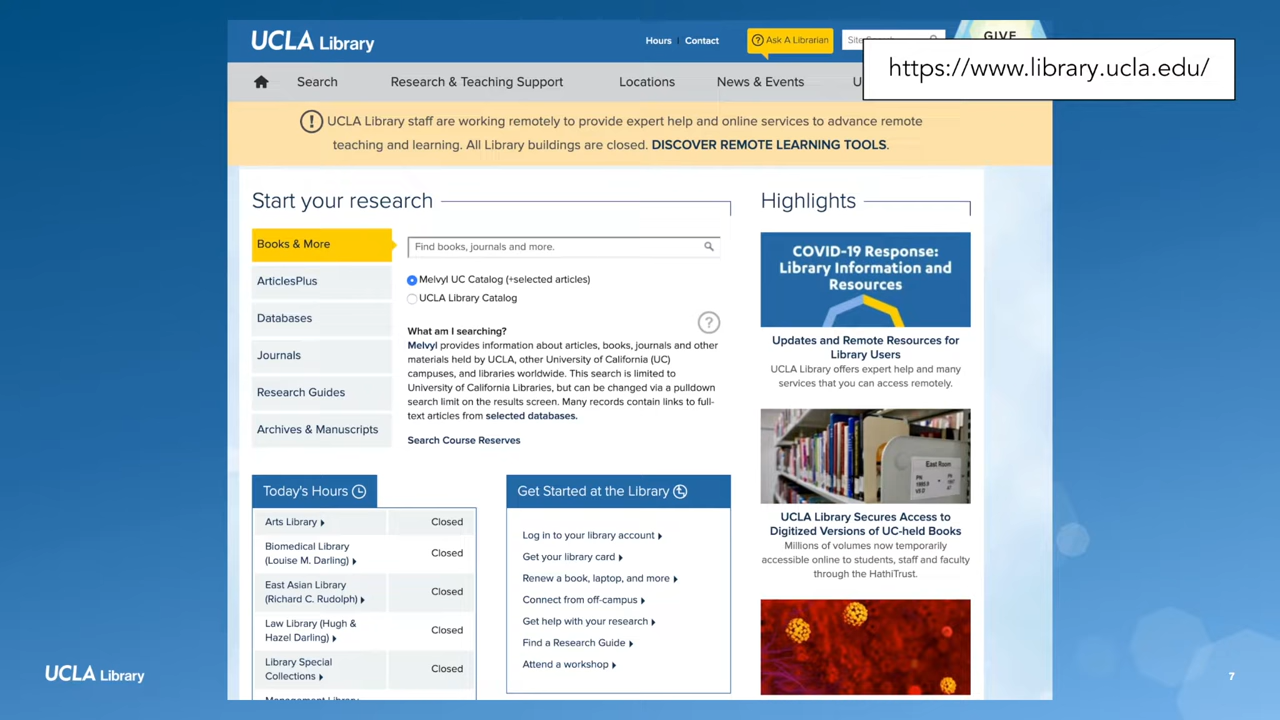 UCLA Library
Hours
Contact
Ask A Librarian
GIVE
https://www.library.ucla.edu/
Search
Research & Teaching Support
Locations
News & Events
UCLA Library staff are working remotely to provide expert help and online services to advance remote
teaching and learning. All Library buildings are closed. DISCOVER REMOTE LEARNING TOOLS.
Start your research
Books & More
ArticlesPlus
Databases
Journals
Research Guides
Archives & Manuscripts
Find books, journals and more.
Melvyl UC Catalog (+selected articles)
UCLA Library Catalog
What am I searching?
Melvyl provides information about articles, books, journals and other
materials held by UCLA, other University of California (UC)
campuses, and libraries worldwide. This search is limited to
University of California Libraries, but can be changed via a pulldown
search limit on the results screen. Many records contain links to full-
text articles from selected databases.
Search Course Reserves
Highlights
COVID-19 Response:
Library Information and
Resources
Updates and Remote Resources for
Library Users
UCLA Library offers expert help and many
services that you can access remotely.
East Room
UCLA Library Secures Access to
Digitized Versions of UC-held Books
Millions of volumes now temporarily
accessible online to students, staff and faculty
through the HathiTrust.
Today's Hours
Arts Library Closed
Biomedical Library
(Louise M. Darling) Closed
East Asian Library
(Richard C. Rudolph) Closed
Law Library (Hugh &
Hazel Darling) Closed
Library Special
Collections Closed
Get Started at the Library
Log in to your library account
Get your library card
Renew a book, laptop, and more
Connect from off-campus
Get help with your research
Find a Research Guide
Attend a workshop
UCLA Library
7